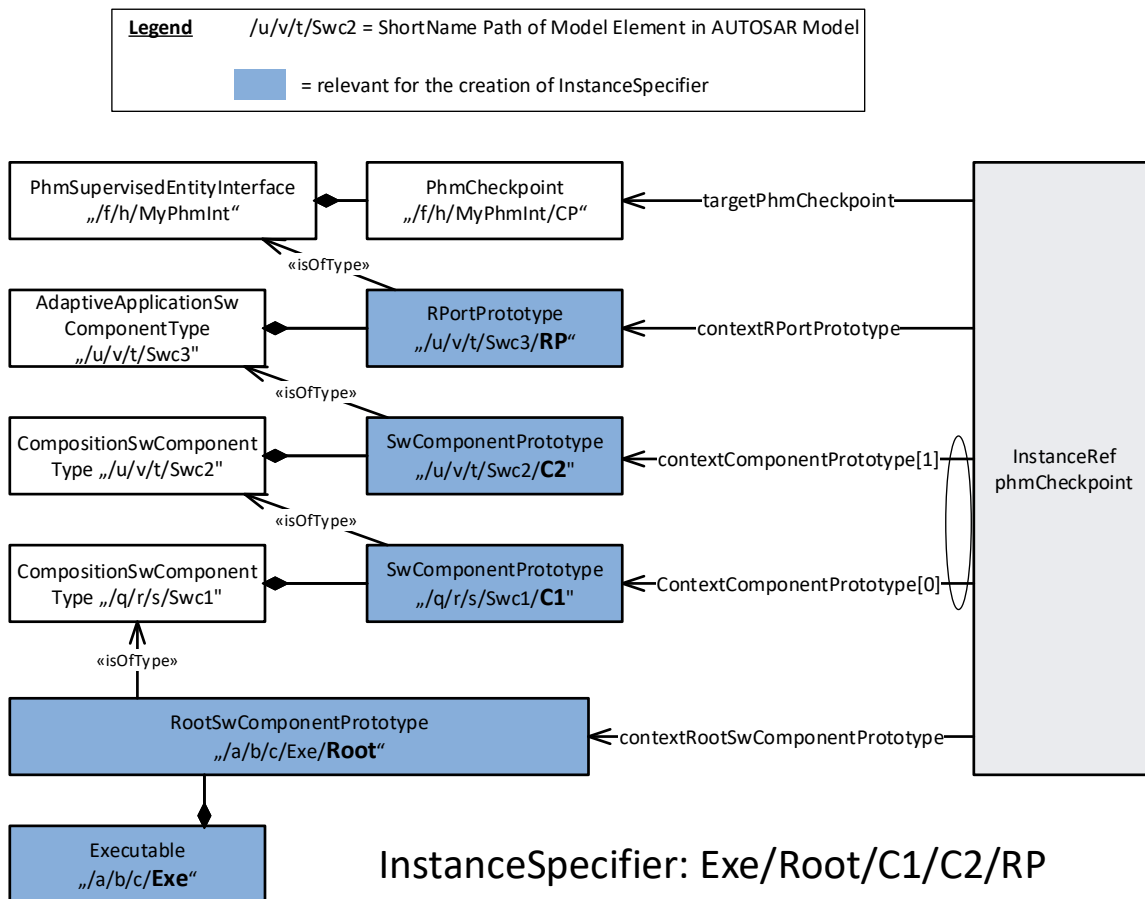 Legend /u/v/t/Swc2 = ShortName Path of Model Element in AUTOSAR Model
= relevant for the creation of InstanceSpecifier
PhmSupervisedEntityInterface
„/f/h/MyPhmInt“
PhmCheckpoint
„/f/h/MyPhmInt/CP“
targetPhmCheckpoint
«isOfType»
AdaptiveApplicationSw
ComponentType
„/u/v/t/Swc3"
RPortPrototype
„/u/v/t/Swc3/RP“
contextRPortPrototype
«isOfType»
CompositionSwComponent
Type „/u/v/t/Swc2"
SwComponentPrototype
„/u/v/t/Swc2/C2"
contextComponentPrototype[1]
InstanceRef
phmCheckpoint
«isOfType»
CompositionSwComponent
Type „/q/r/s/Swc1"
SwComponentPrototype
„/q/r/s/Swc1/C1"
ContextComponentPrototype[0]
«isOfType»
RootSwComponentPrototype
„/a/b/c/Exe/Root“
contextRootSwComponentPrototype
Executable
„/a/b/c/Exe“
InstanceSpecifier: Exe/Root/C1/C2/RP